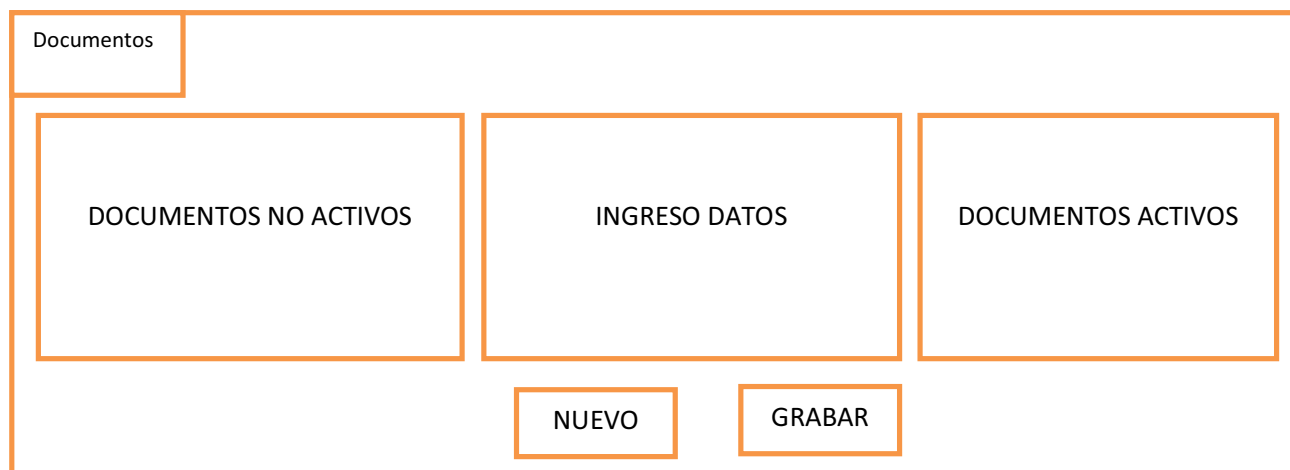 Documentos
DOCUMENTOS NO ACTIVOS
INGRESO DATOS
DOCUMENTOS ACTIVOS
NUEVO
GRABAR